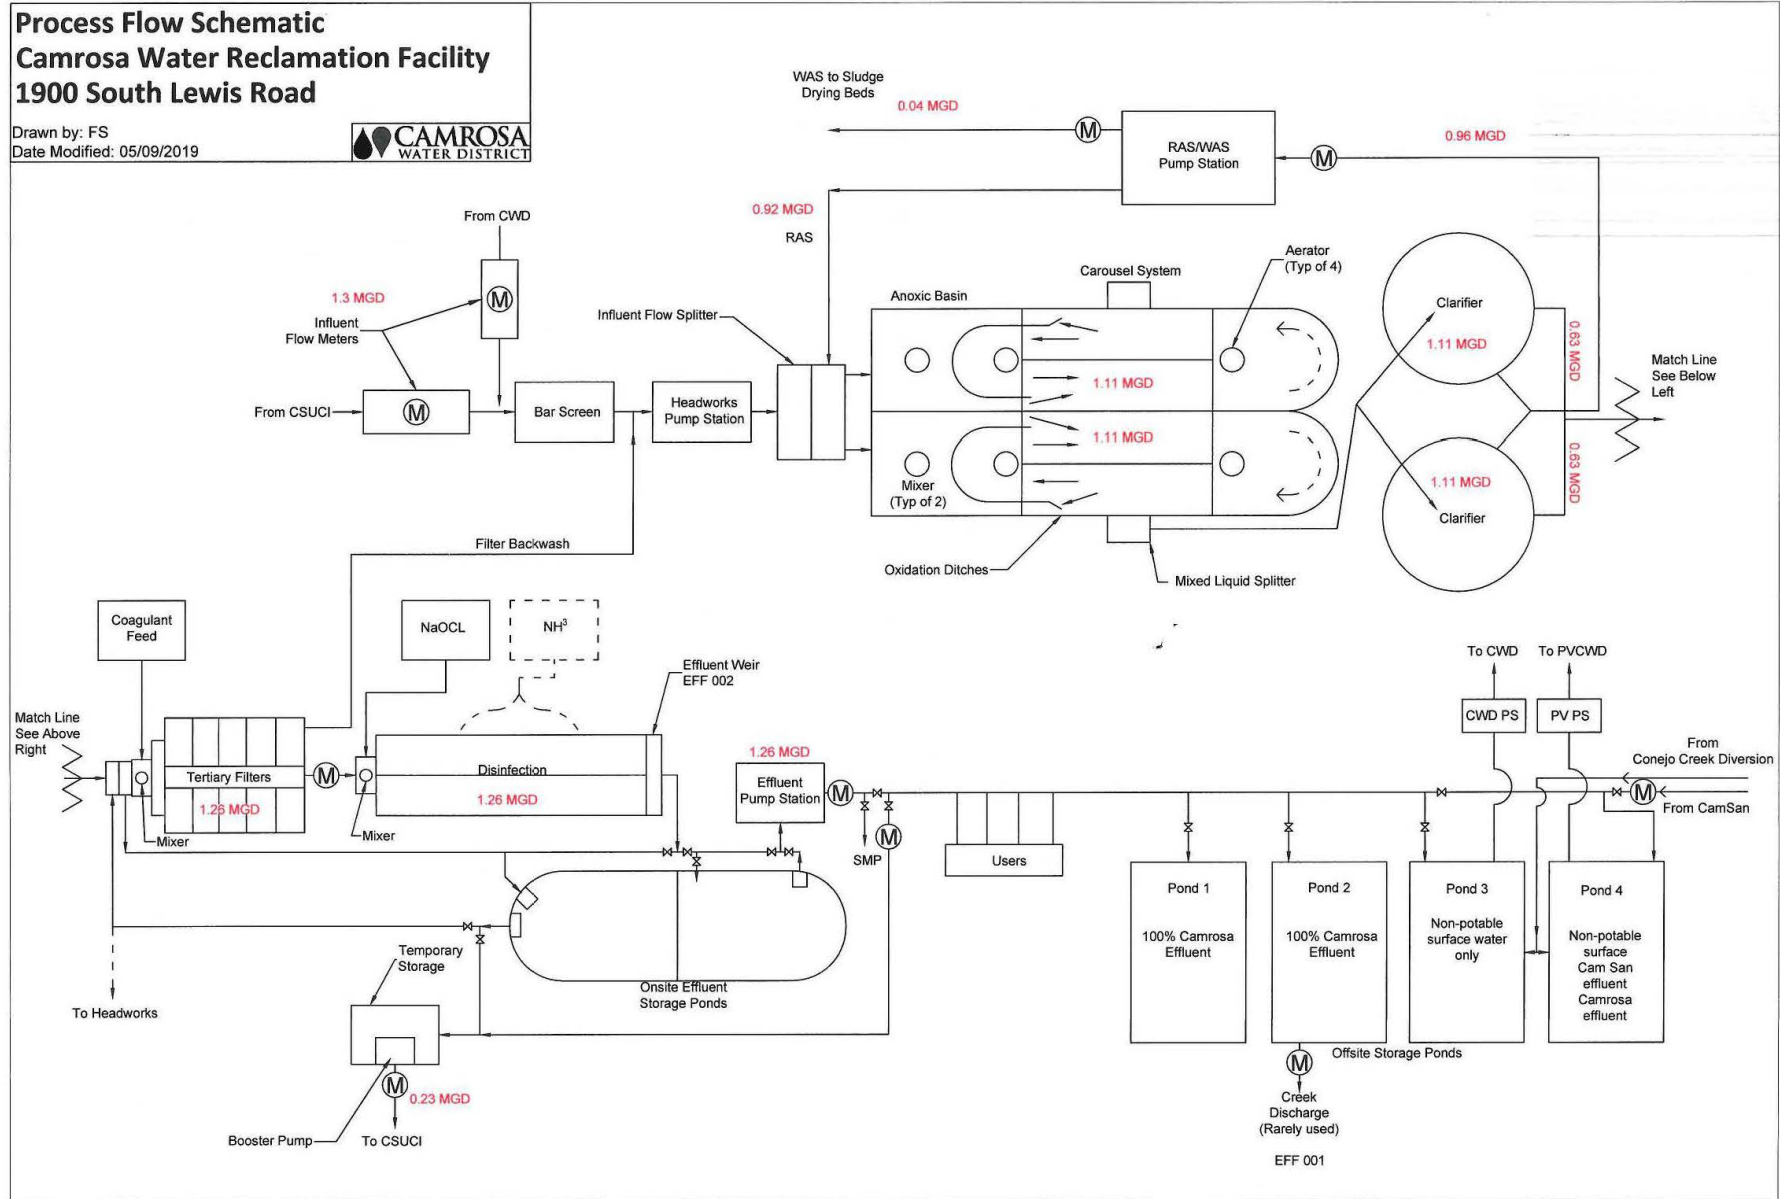 Process Flow Schematic
Camrosa Water Reclamation Facility
1900 South Lewis Road
Drawn by: FS
Date Modified: 05/09/2019
CAMROSA
WATER DISTRICT
WAS to Sludge
Drying Beds
0.04 MGD
M
RAS/WAS
Pump Station
M
0.96 MGD
0.92 MGD
RAS
From CWD
M
1.3 MGD
Influent
Flow Meters
From CSUCI
M
Bar Screen
Headworks
Pump Station
Influent Flow Splitter
Anoxic Basin
Carousel System
Aerator
(Typ of 4)
1.11 MGD
1.11 MGD
Mixer
(Typ of 2)
Oxidation Ditches
Mixed Liquid Splitter
Clarifier
1.11 MGD
1.11 MGD
Clarifier
0.63 MGD
0.63 MGD
Match Line
See Below
Left
Filter Backwash
Coagulant
Feed
NaOCL
NH³
Effluent Weir
EFF 002
Match Line
See Above
Right
Tertiary Filters
1.26 MGD
Mixer
M
Mixer
Disinfection
1.26 MGD
1.26 MGD
Effluent
Pump Station
M
M
SMP
Users
To CWD
To PVCWD
CWD PS
PV PS
From
Conejo Creek Diversion
M
From CamSan
Pond 1
100% Camrosa
Effluent
Pond 2
100% Camrosa
Effluent
Pond 3
Non-potable
surface water
only
Pond 4
Non-potable
surface
Cam San
effluent
Camrosa
effluent
Offsite Storage Ponds
M
Creek
Discharge
(Rarely used)
EFF 001
Onsite Effluent
Storage Ponds
Temporary
Storage
To Headworks
M
0.23 MGD
Booster Pump
To CSUCI